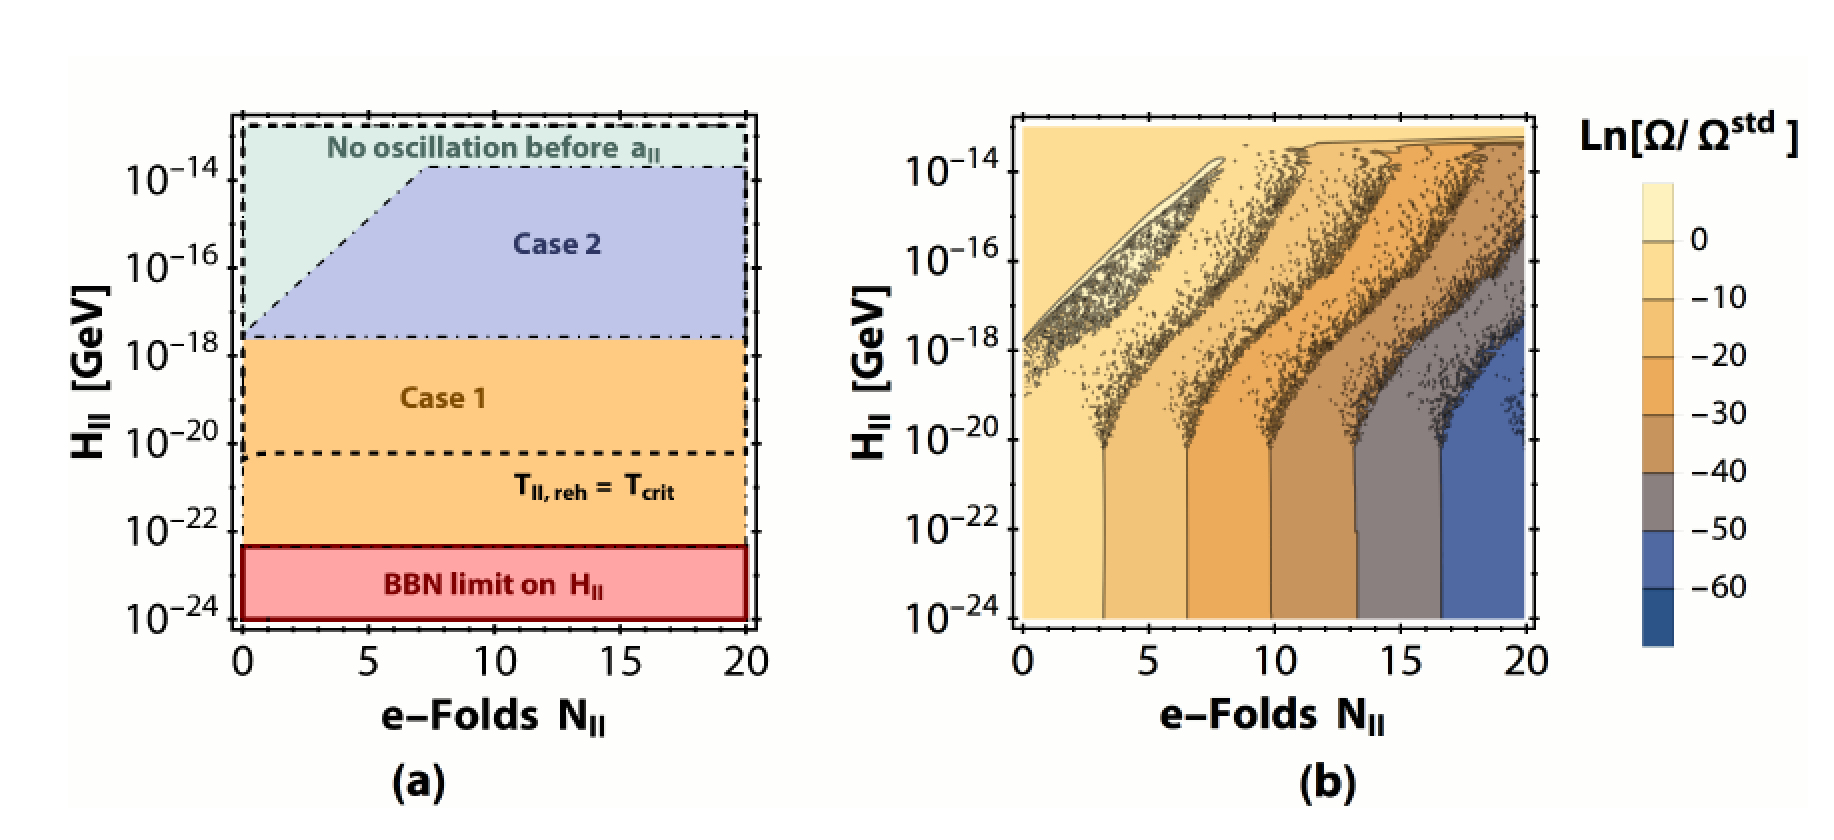 No oscillation before a_II
Case 2
Case 1
T_II, reh = T_crit
BBN limit on H_II
10^−14
10^−16
10^−18
10^−20
10^−22
10^−24
H_II [GeV]
0 5 10 15 20
e−Folds N_II
(a)
10^−14
10^−16
10^−18
10^−20
10^−22
10^−24
H_II [GeV]
0 5 10 15 20
e−Folds N_II
(b)
Ln[Ω/ Ω^std ]
0
−10
−20
−30
−40
−50
−60